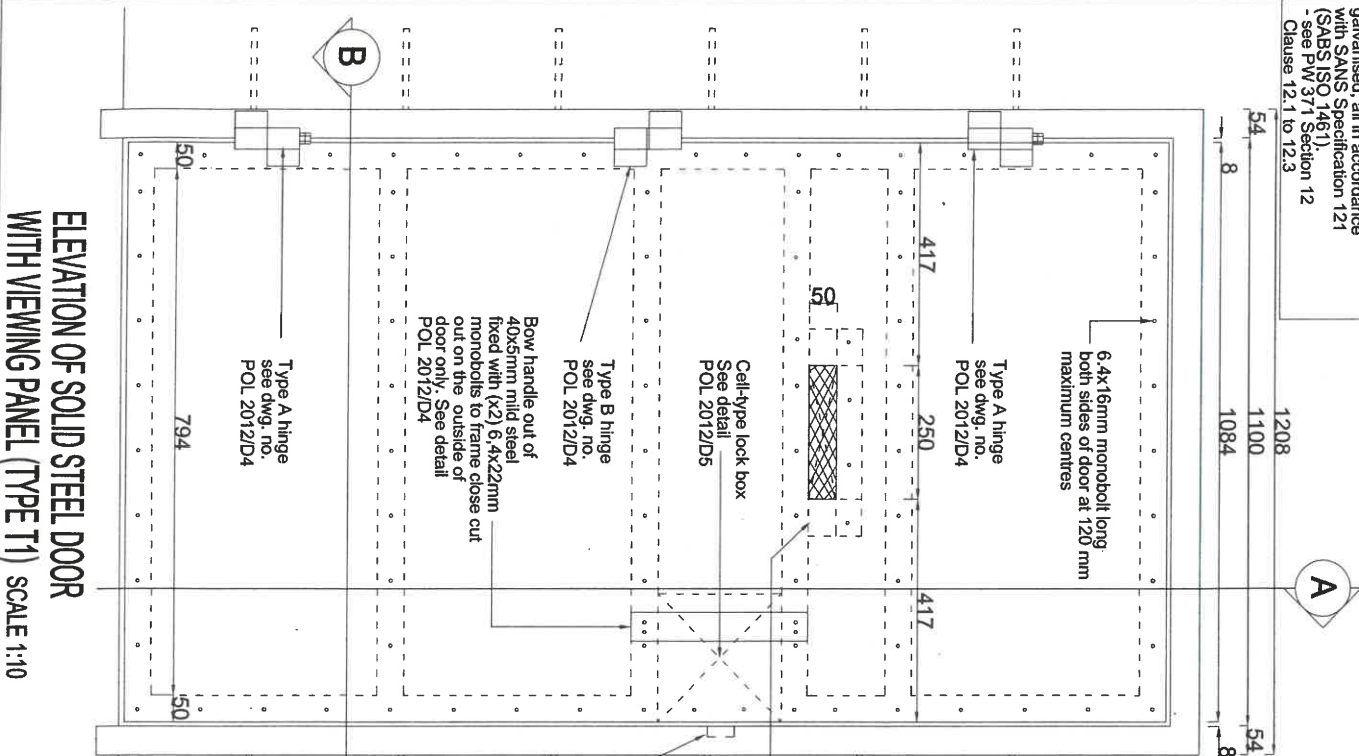 galvanised, all in accordance
with SANS Specification 121
(SABS ISO 1461).
- see PW 371 Section 12
Clause 12.1 to 12.3
A
1208
1100
1084
54
8
54
8
6.4x16mm monobolt long
both sides of door at 120 mm
maximum centres
417
250
417
Type A hinge
see dwg. no.
POL 2012/D4
50
Cell-type lock box
See detail
POL 2012/D5
Type B hinge
see dwg. no.
POL 2012/D4
Bow handle out of
40x5mm mild steel
fixed with (x2) 6,4x22mm
monobolts to frame close cut
out on the outside of
door only. See detail
POL 2012/D4
Type A hinge
see dwg. no.
POL 2012/D4
50
794
50
B
ELEVATION OF SOLID STEEL DOOR
WITH VIEWING PANEL (TYPE T1) SCALE 1:10